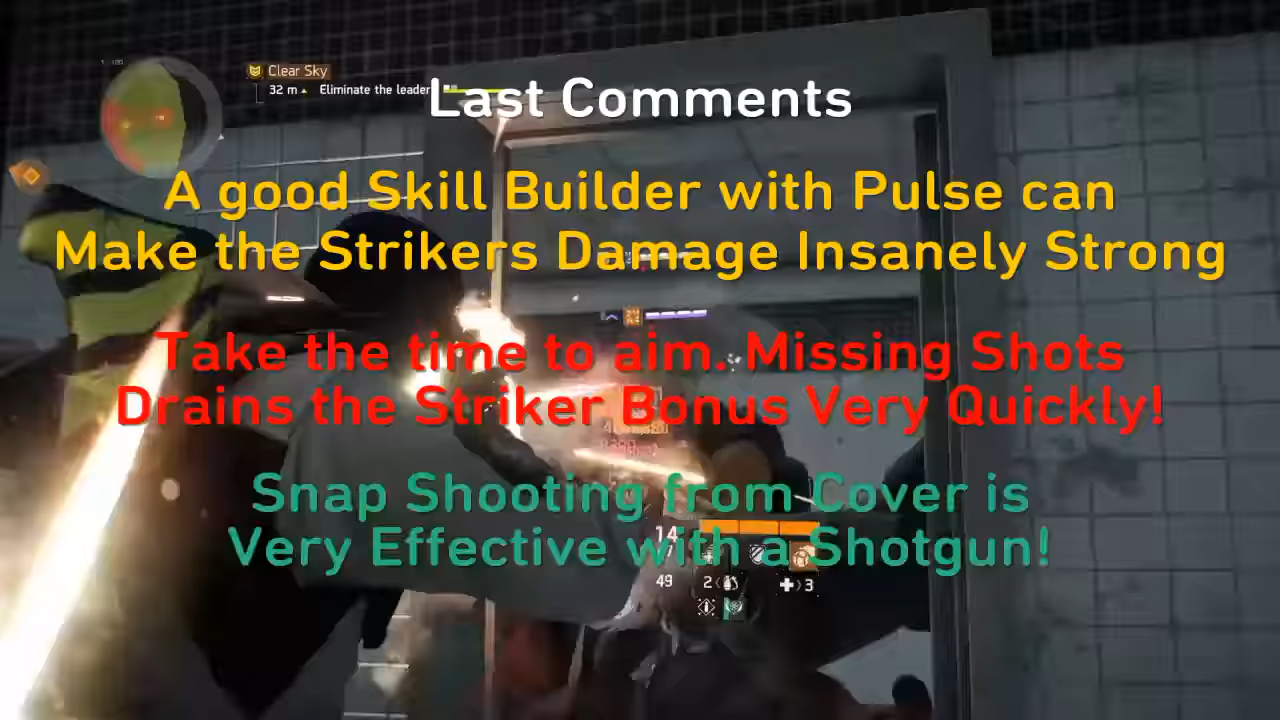 Clear Sky
32 m Eliminate the leader
Last Comments
A good Skill Builder with Pulse can
Make the Strikers Damage Insanely Strong
Take the time to aim. Missing Shots
Drains the Striker Bonus Very Quickly!
Snap Shooting from Cover is
Very Effective with a Shotgun!
14
49
2
3